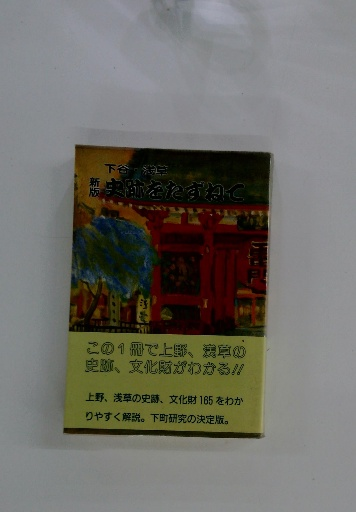 下谷・浅草
新版 史跡をたずねて
この1冊で上野、浅草の
史跡、文化財がわかる!!
上野、浅草の史跡、文化財165をわか
りやすく解説。下町研究の決定版。